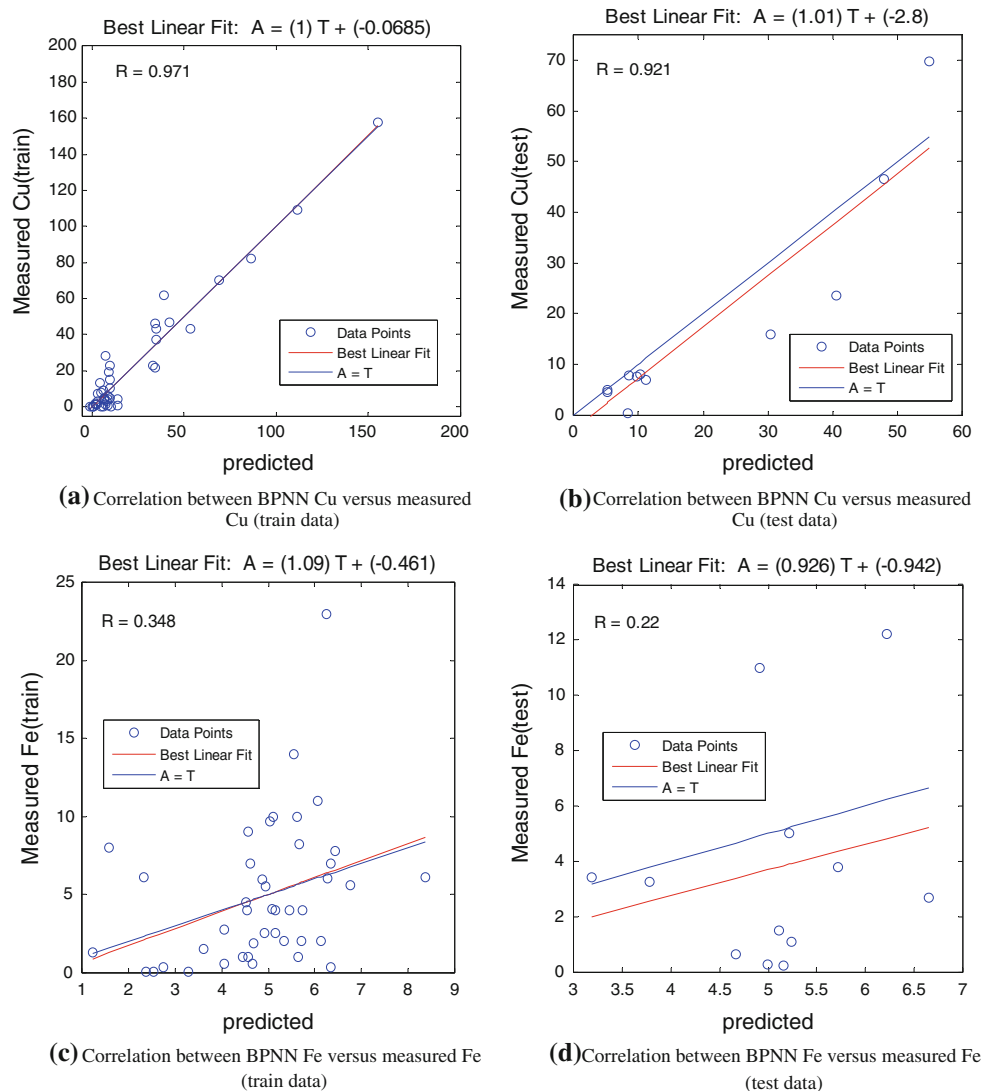 Best Linear Fit: A = (1) T + (-0.0685)
R = 0.971
Measured Cu(train)
200
180
160
140
120
100
80
60
40
20
0
0 50 100 150 200
predicted
Data Points
Best Linear Fit
A = T
(a) Correlation between BPNN Cu versus measured
Cu (train data)
Best Linear Fit: A = (1.01) T + (-2.8)
R = 0.921
Measured Cu(test)
70
60
50
40
30
20
10
0
0 10 20 30 40 50 60
predicted
Data Points
Best Linear Fit
A = T
(b) Correlation between BPNN Cu versus measured
Cu (test data)
Best Linear Fit: A = (1.09) T + (-0.461)
R = 0.348
Measured Fe(train)
25
20
15
10
5
0
1 2 3 4 5 6 7 8 9
predicted
Data Points
Best Linear Fit
A = T
(c) Correlation between BPNN Fe versus measured Fe
(train data)
Best Linear Fit: A = (0.926) T + (-0.942)
R = 0.22
Measured Fe(test)
14
12
10
8
6
4
2
0
3 3.5 4 4.5 5 5.5 6 6.5 7
predicted
Data Points
Best Linear Fit
A = T
(d) Correlation between BPNN Fe versus measured Fe
(test data)